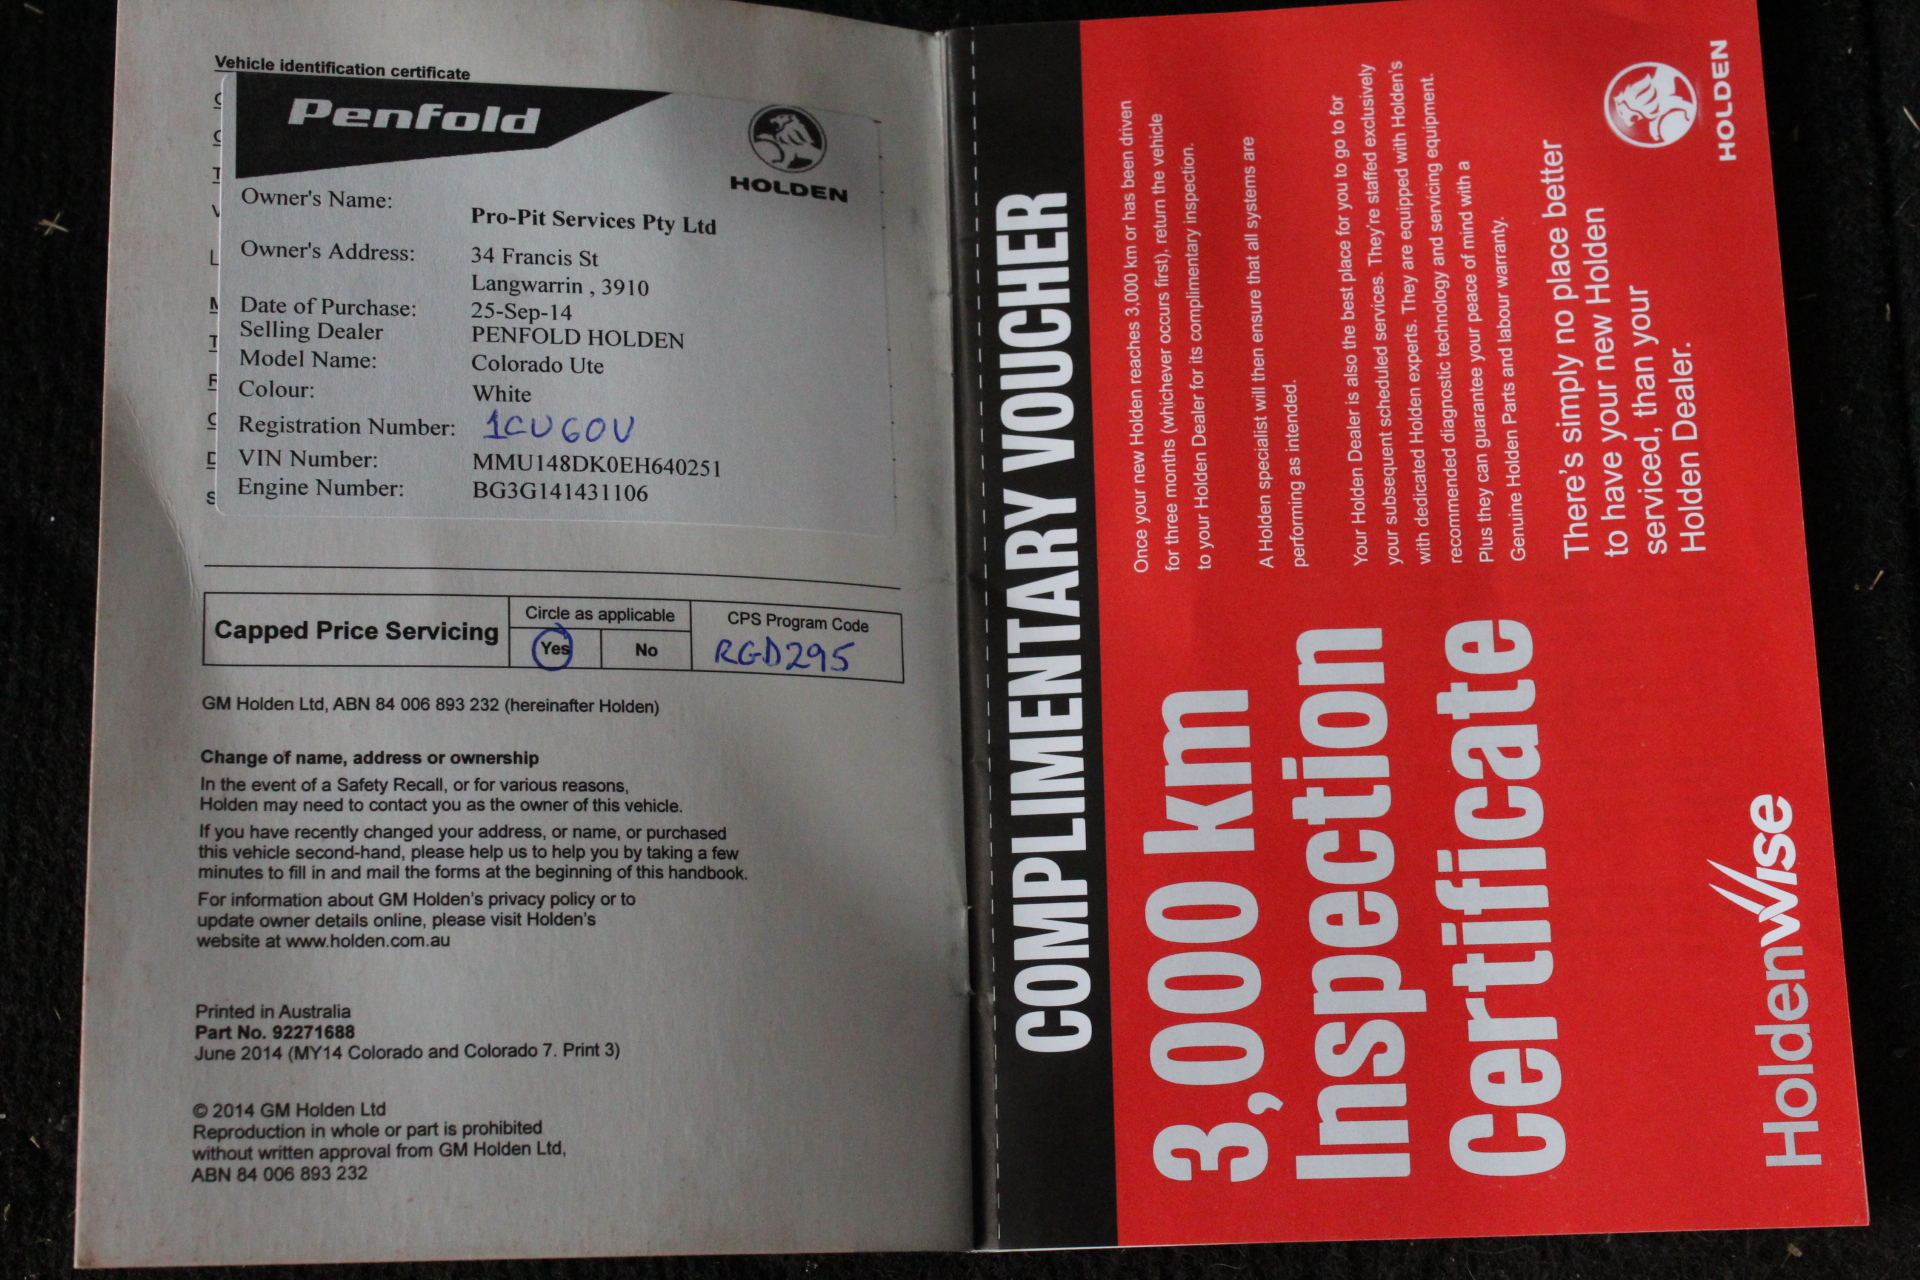 Vehicle identification certificate
Penfold
HOLDEN
Owner's Name: Pro-Pit Services Pty Ltd
Owner's Address: 34 Francis St
Langwarrin , 3910
Date of Purchase: 25-Sep-14
Selling Dealer PENFOLD HOLDEN
Model Name: Colorado Ute
Colour: White
Registration Number: 1CU6OU
VIN Number: MMU148DK0EH640251
Engine Number: BG3G141431106
Capped Price Servicing
Circle as applicable
Yes No
CPS Program Code
RGD295
GM Holden Ltd, ABN 84 006 893 232 (hereinafter Holden)
Change of name, address or ownership
In the event of a Safety Recall, or for various reasons,
Holden may need to contact you as the owner of this vehicle.
If you have recently changed your address, or name, or purchased
this vehicle second-hand, please help us to help you by taking a few
minutes to fill in and mail the forms at the beginning of this handbook.
For information about GM Holden's privacy policy or to
update owner details online, please visit Holden's
website at www.holden.com.au
Printed in Australia
Part No. 92271688
June 2014 (MY14 Colorado and Colorado 7. Print 3)
© 2014 GM Holden Ltd
Reproduction in whole or part is prohibited
without written approval from GM Holden Ltd,
ABN 84 006 893 232
COMPLIMENTARY VOUCHER
3,000 km
Inspection
Certificate
Once your new Holden reaches 3,000 km or has been driven
for three months (whichever occurs first), return the vehicle
to your Holden Dealer for its complimentary inspection.
A Holden specialist will then ensure that all systems are
performing as intended.
Your Holden Dealer is also the best place for you to go to for
your subsequent scheduled services. They're staffed exclusively
with dedicated Holden experts. They are equipped with Holden's
recommended diagnostic technology and servicing equipment.
Plus they can guarantee your peace of mind with a
Genuine Holden Parts and labour warranty.
There's simply no place better
to have your new Holden
serviced, than your
Holden Dealer.
HoldenWise
HOLDEN